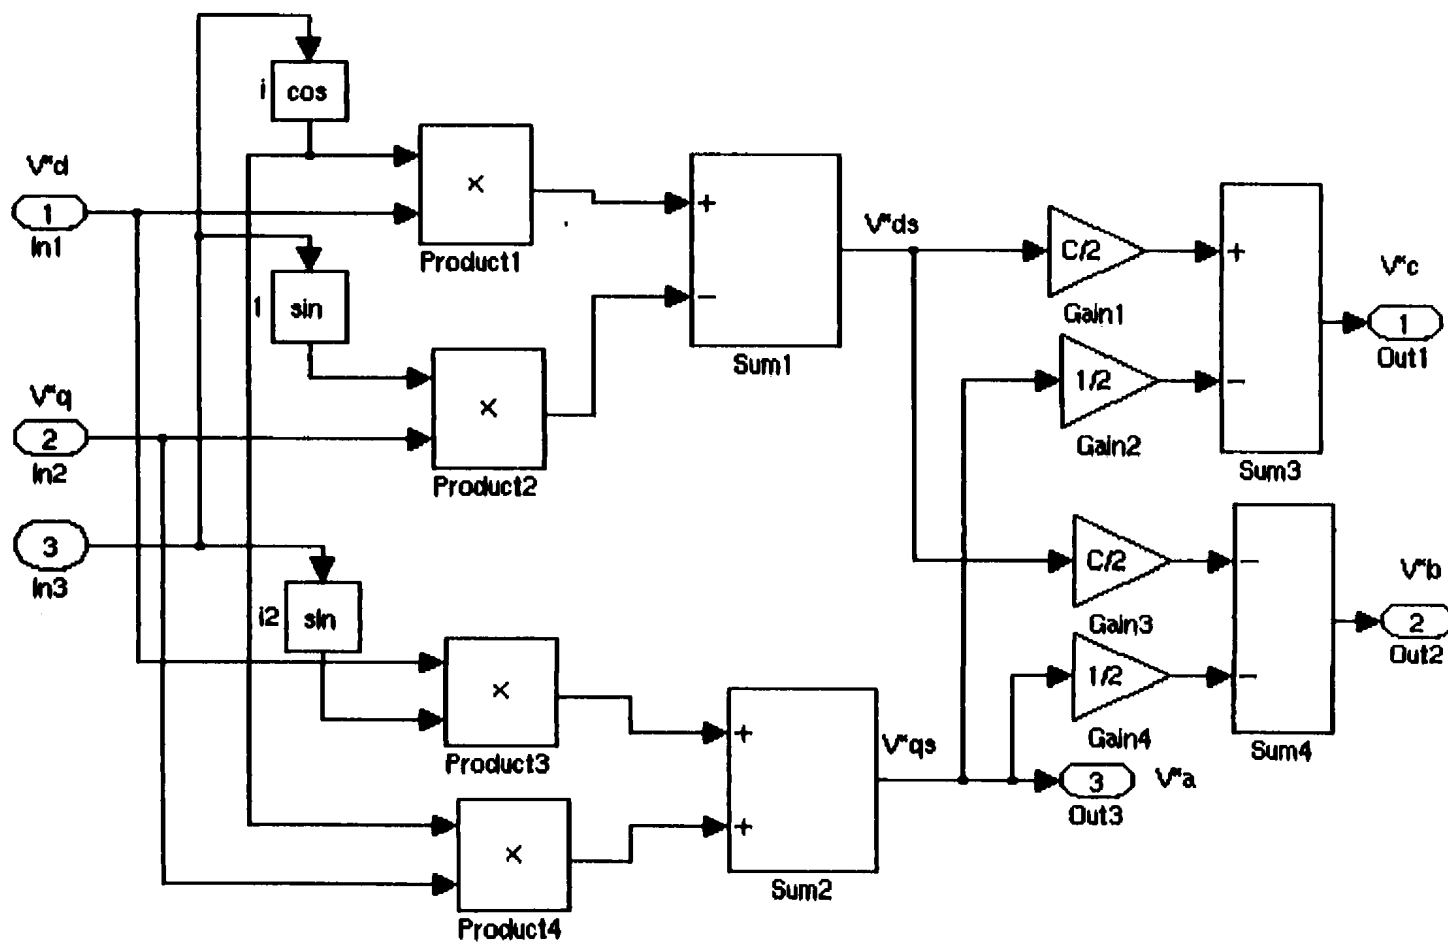 i
cos
V*d
1
In1
×
Product1
1
sin
+
−
Sum1
V*ds
C/2
Gain1
+
V*c
1
Out1
1/2
Gain2
−
Sum3
V*q
2
In2
×
Product2
3
In3
i2
sin
×
Product3
C/2
Gain3
−
V*b
2
Out2
1/2
Gain4
−
Sum4
+
V*qs
+
Sum2
3
Out3
V*a
×
Product4